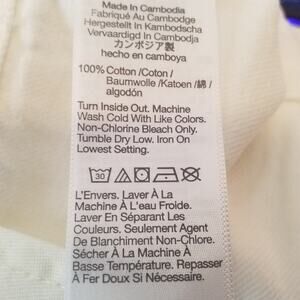 Made In Cambodia
Fabriqué Au Cambodge
Hergestellt In Kambodscha
Vervaardigd In Cambodja
カンボジア製
hecho en camboya
100% Cotton /Coton /
Baumwolle /Katoen /綿 /
algodón
Turn Inside Out. Machine
Wash Cold With Like Colors.
Non-Chlorine Bleach Only.
Tumble Dry Low. Iron On
Lowest Setting.
30
L'Envers. Laver À La
Machine À L'eau Froide.
Laver En Séparant Les
Couleurs. Seulement Agent
De Blanchiment Non-Chlore.
Sécher À La Machine À
Basse Température. Repasser
À Fer Doux Si Nécessaire.